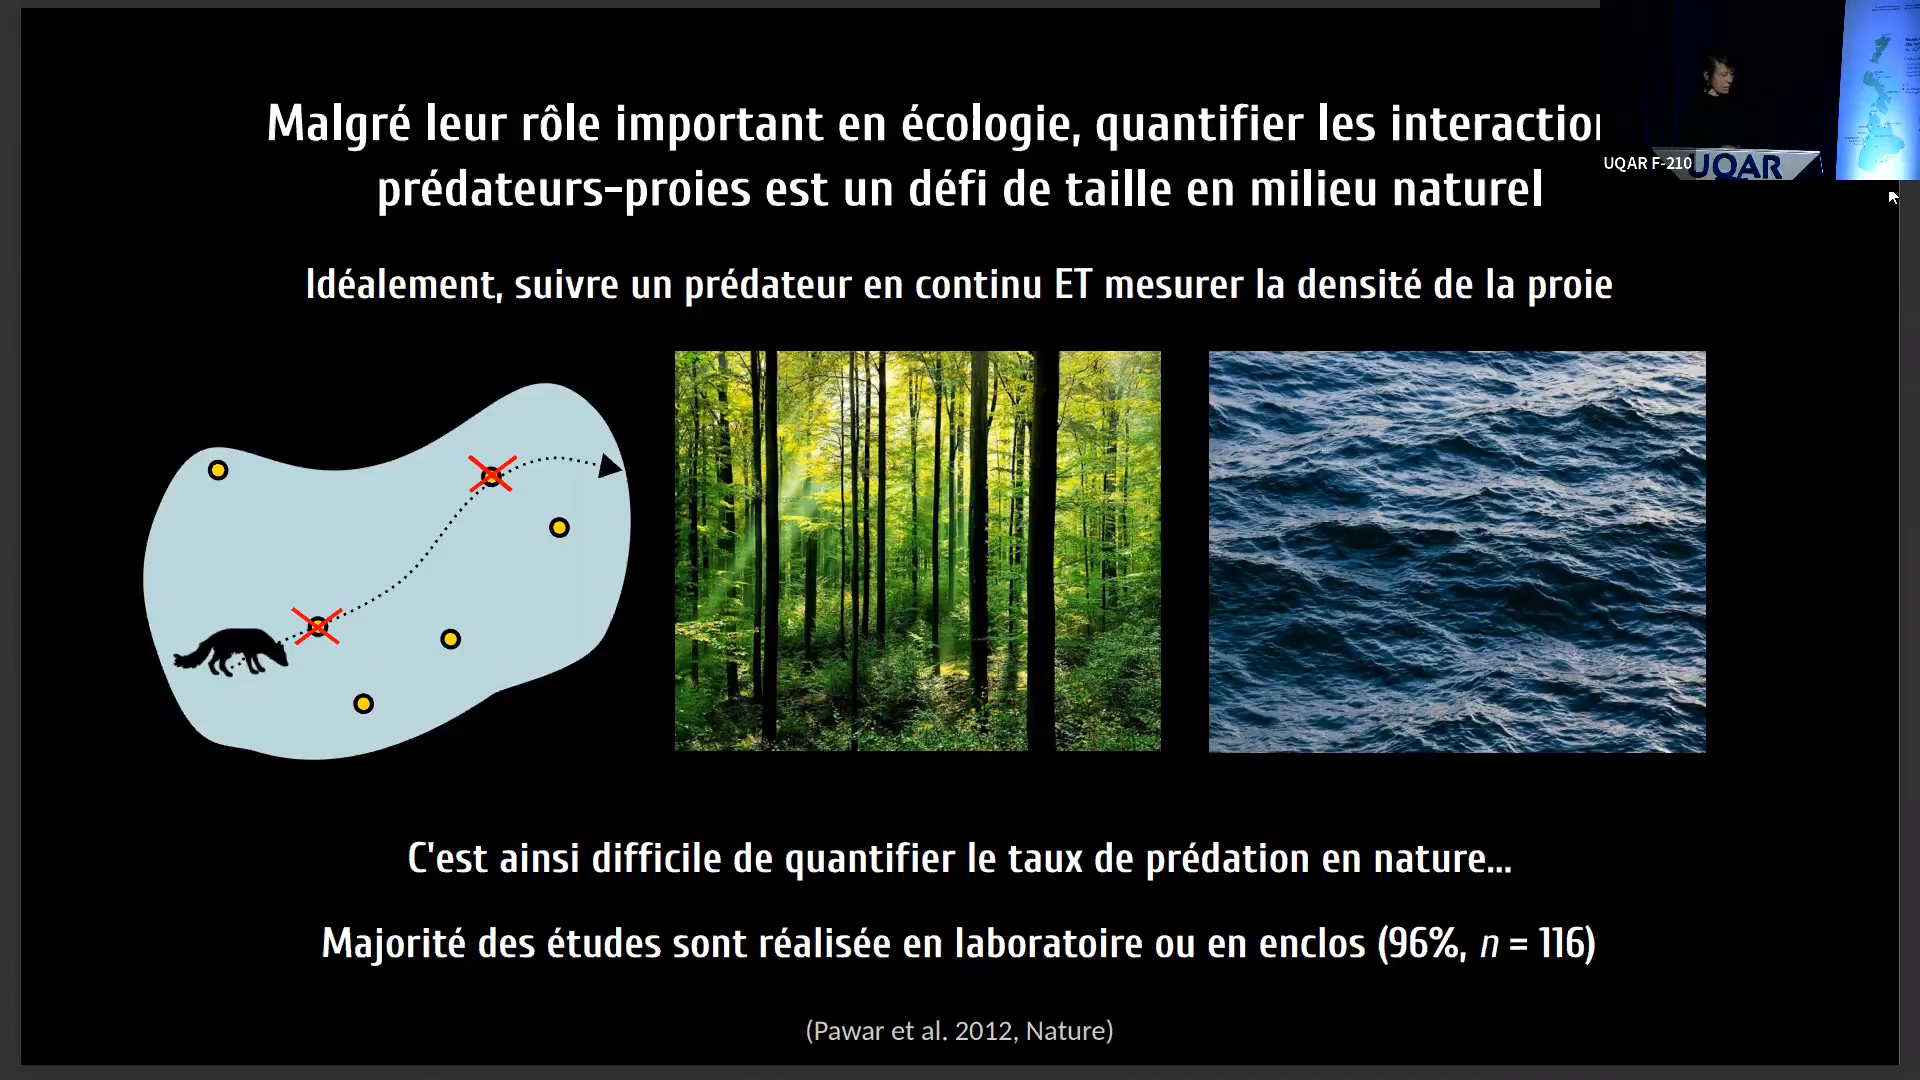 Malgré leur rôle important en écologie, quantifier les interaction
prédateurs-proies est un défi de taille en milieu naturel
UQAR F-210
UQAR
Idéalement, suivre un prédateur en continu ET mesurer la densité de la proie
C'est ainsi difficile de quantifier le taux de prédation en nature...
Majorité des études sont réalisée en laboratoire ou en enclos (96%, n = 116)
(Pawar et al. 2012, Nature)